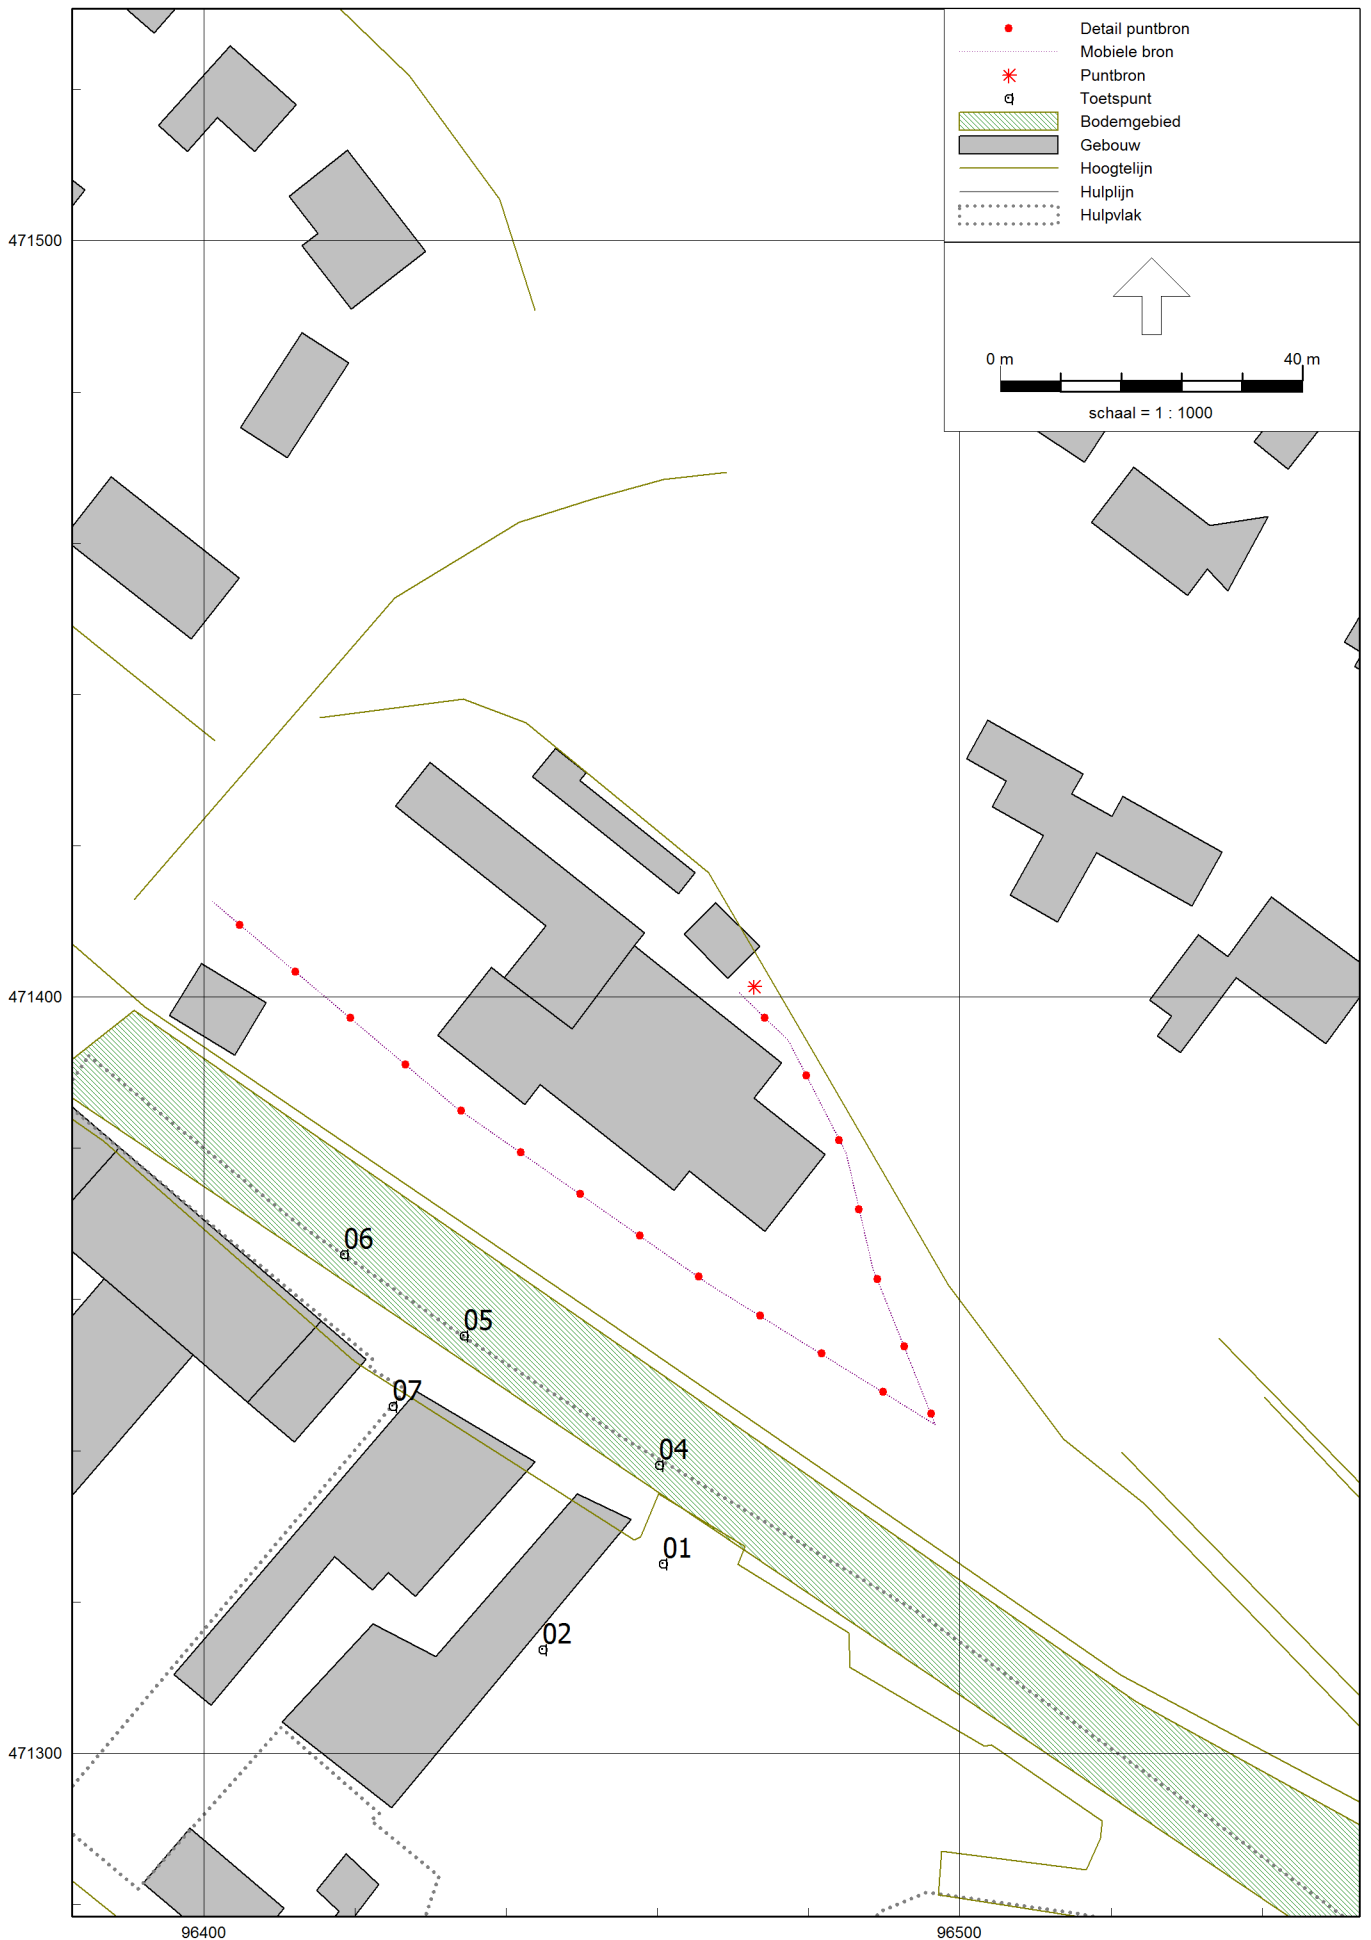 Detail puntbron
Mobiele bron
Puntbron
Toetspunt
Bodemgebied
Gebouw
Hoogtelijn
Hulplijn
Hulpvlak
471500
0 m 40 m
schaal = 1 : 1000
471400
06
05
07
04
01
02
471300
96400 96500